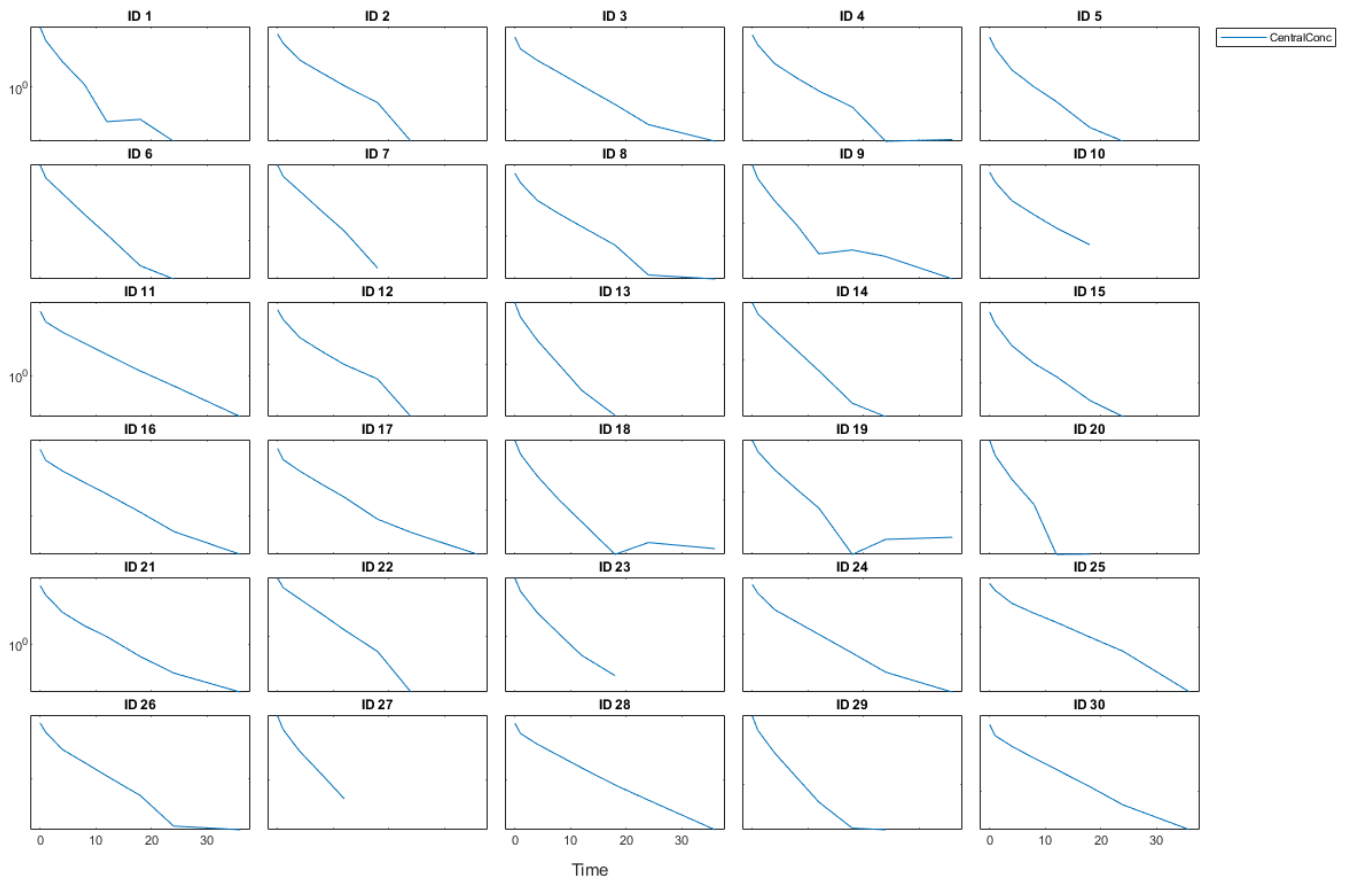 ID 1 ID 2 ID 3 ID 4 ID 5
CentralConc
10^0
ID 6 ID 7 ID 8 ID 9 ID 10
ID 11 ID 12 ID 13 ID 14 ID 15
10^0
ID 16 ID 17 ID 18 ID 19 ID 20
ID 21 ID 22 ID 23 ID 24 ID 25
10^0
ID 26 ID 27 ID 28 ID 29 ID 30
0 10 20 30 0 10 20 30 0 10 20 30
Time